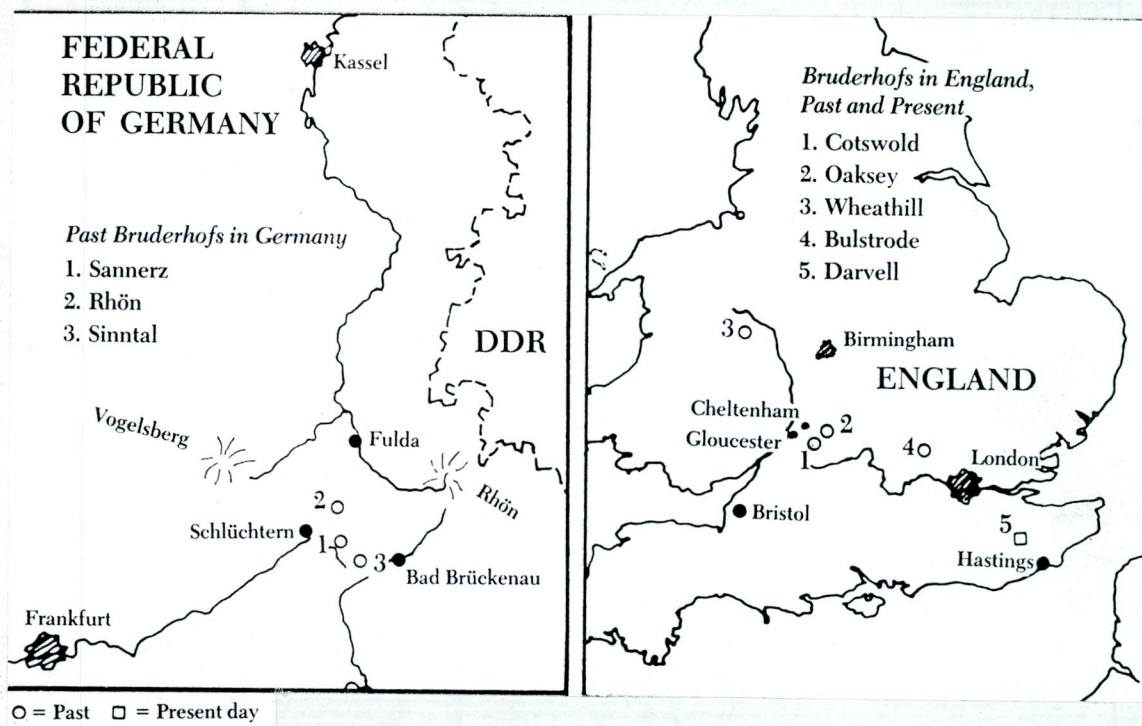 FEDERAL
REPUBLIC
OF GERMANY
Kassel
Past Bruderhofs in Germany
1. Sannerz
2. Rhön
3. Sinntal
DDR
Vogelsberg
Fulda
Rhön
2
Schlüchtern
1
3
Bad Brückenau
Frankfurt
Bruderhofs in England,
Past and Present
1. Cotswold
2. Oaksey
3. Wheathill
4. Bulstrode
5. Darvell
3
Birmingham
ENGLAND
Cheltenham
2
Gloucester
1
4
London
Bristol
5
Hastings
= Past = Present day